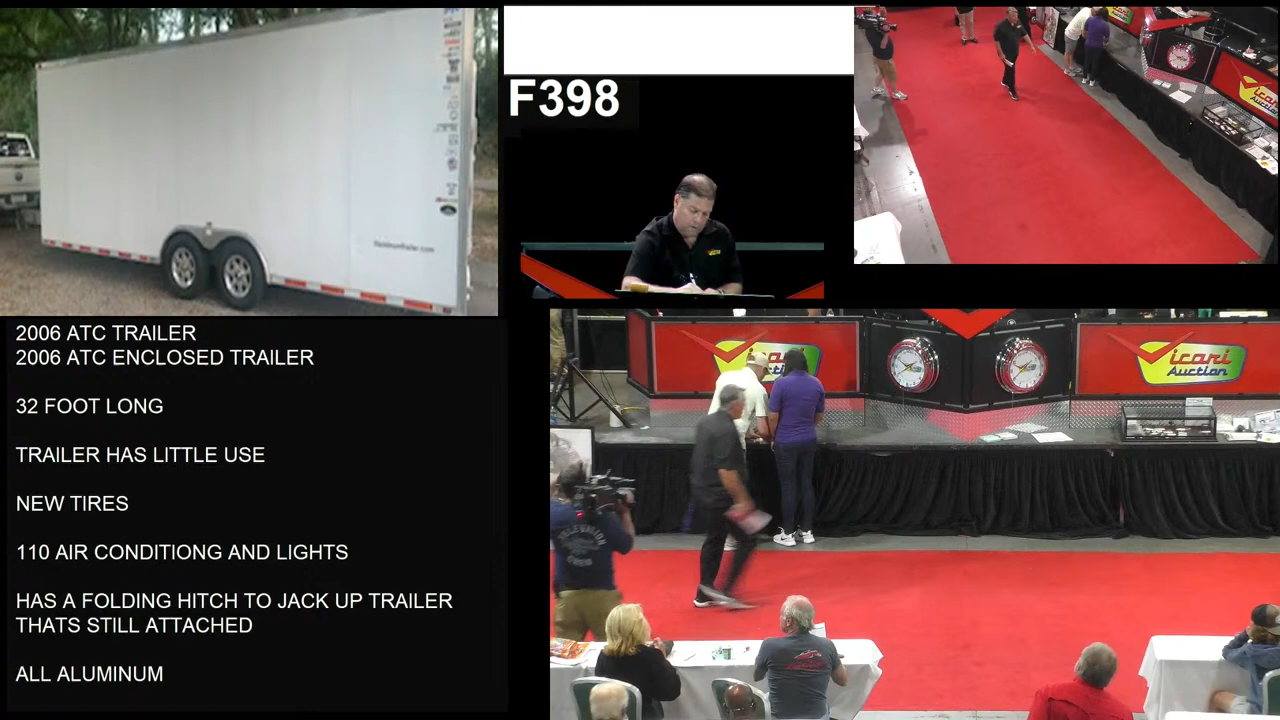 F398
2006 ATC TRAILER
2006 ATC ENCLOSED TRAILER
32 FOOT LONG
TRAILER HAS LITTLE USE
NEW TIRES
110 AIR CONDITIONG AND LIGHTS
HAS A FOLDING HITCH TO JACK UP TRAILER
THATS STILL ATTACHED
ALL ALUMINUM
Vicari
Auction
Vicari
Auction